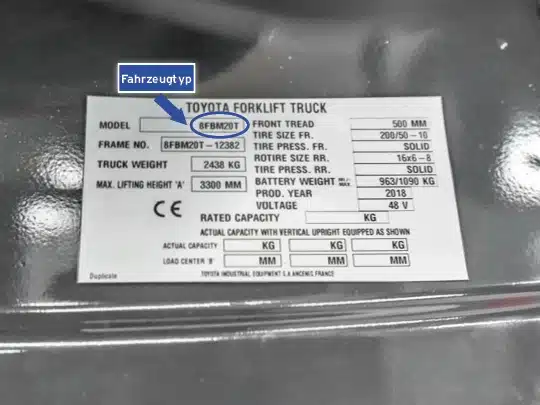 Fahrzeugtyp
TOYOTA FORKLIFT TRUCK
MODEL 8FBM20T
FRAME NO. 8FBM20T-12382
TRUCK WEIGHT 2438 KG
MAX. LIFTING HEIGHT 'A' 3300 MM
FRONT TREAD 500 MM
TIRE SIZE FR. 200/50-10
TIRE PRESS. FR. SOLID
ROTIRE SIZE RR. 16x6-8
TIRE PRESS. RR. SOLID
BATTERY WEIGHT MIN./MAX. 963/1090 KG
PROD. YEAR 2018
VOLTAGE 48 V
CE
RATED CAPACITY KG
ACTUAL CAPACITY WITH VERTICAL UPRIGHT EQUIPPED AS SHOWN
ACTUAL CAPACITY KG KG KG
LOAD CENTER 'B' MM MM MM
Duplicate
TOYOTA INDUSTRIAL EQUIPMENT S.A ANCENIS, FRANCE